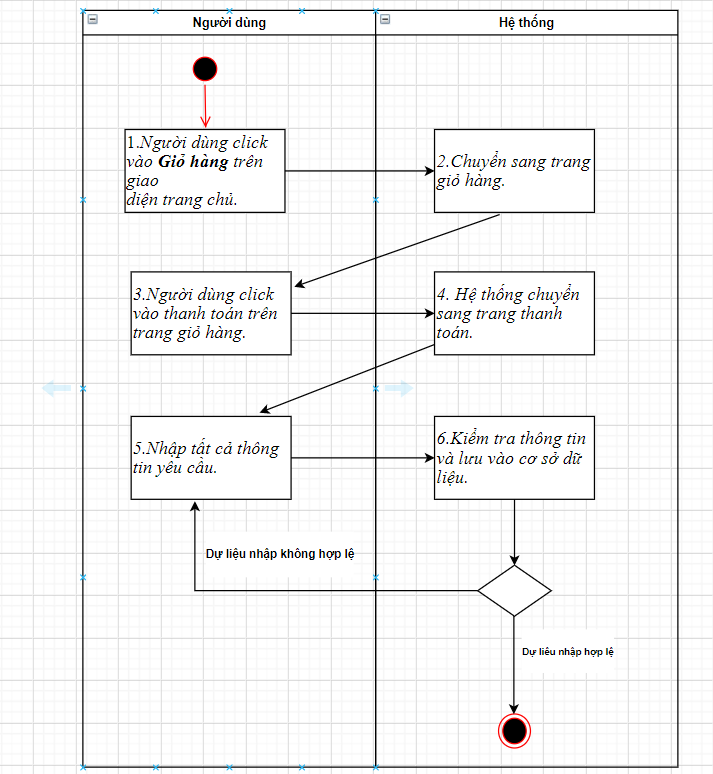 Người dùng
Hệ thống
1.Người dùng click
vào Giỏ hàng trên
giao
diện trang chủ.
2.Chuyển sang trang
giỏ hàng.
3.Người dùng click
vào thanh toán trên
trang giỏ hàng.
4. Hệ thống chuyển
sang trang thanh
toán.
5.Nhập tất cả thông
tin yêu cầu.
6.Kiểm tra thông tin
và lưu vào cơ sở dữ
liệu.
Dự liệu nhập không hợp lệ
Dự liêu nhập hợp lệ